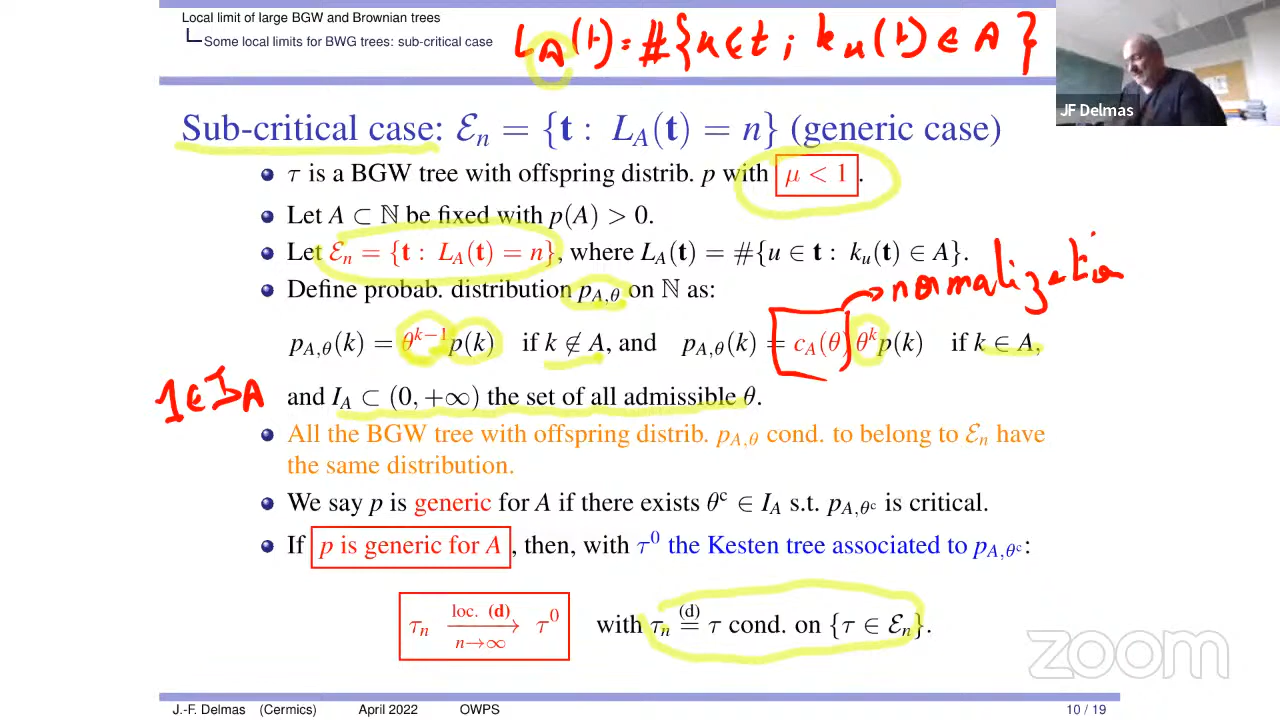 Local limit of large BGW and Brownian trees
Some local limits for BWG trees: sub-critical case
L_A(t) = #{u ∈ t ; k_u(t) ∈ A}
JF Delmas
Sub-critical case: ℰ_n = {t : L_A(t) = n} (generic case)
τ is a BGW tree with offspring distrib. p with μ < 1.
Let A ⊂ ℕ be fixed with p(A) > 0.
Let ℰ_n = {t : L_A(t) = n}, where L_A(t) = #{u ∈ t : k_u(t) ∈ A}.
normalization
Define probab. distribution p_{A,θ} on ℕ as:
p_{A,θ}(k) = θ^{k−1} p(k) if k ∉ A, and p_{A,θ}(k) = c_A(θ) θ^k p(k) if k ∈ A,
1 ∈ I_A
and I_A ⊂ (0, +∞) the set of all admissible θ.
All the BGW tree with offspring distrib. p_{A,θ} cond. to belong to ℰ_n have
the same distribution.
We say p is generic for A if there exists θ^c ∈ I_A s.t. p_{A,θ^c} is critical.
If p is generic for A, then, with τ^0 the Kesten tree associated to p_{A,θ^c}:
τ_n loc. (d) ⟶ n→∞ τ^0 with τ_n (d)= τ cond. on {τ ∈ ℰ_n}.
zoom
J.-F. Delmas (Cermics) April 2022 OWPS 10 / 19